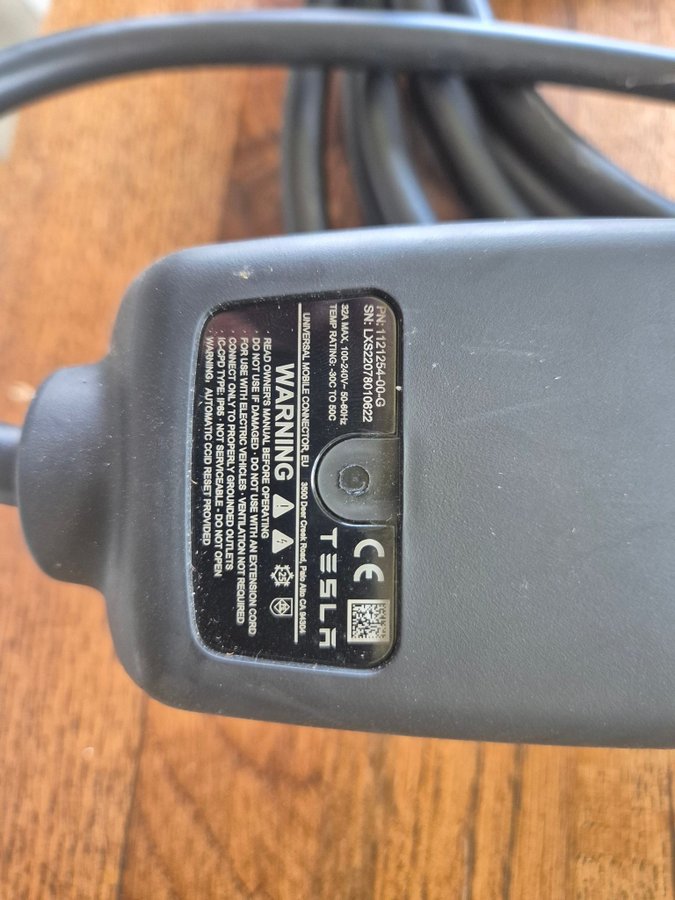 PN: 1121254-00-G
SN: LXS22078010622
32A MAX, 100-240V~ 50-60Hz
TEMP RATING: -30C TO 50C
CE
TESLA
UNIVERSAL MOBILE CONNECTOR, EU
3500 Deer Creek Road, Palo Alto CA 94304
WARNING
25
READ OWNER'S MANUAL BEFORE OPERATING
· DO NOT USE IF DAMAGED · DO NOT USE WITH AN EXTENSION CORD
· FOR USE WITH ELECTRIC VEHICLES · VENTILATION NOT REQUIRED
· CONNECT ONLY TO PROPERLY GROUNDED OUTLETS
· IC-CPD TYPE: IP65 · NOT SERVICEABLE - DO NOT OPEN
WARNING, AUTOMATIC CCID RESET PROVIDED